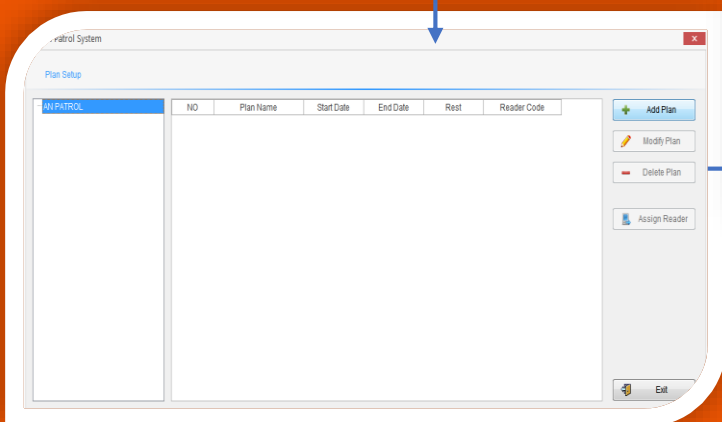 Patrol System
x
Plan Setup
AN PATROL
NO Plan Name Start Date End Date Rest Reader Code
Add Plan
Modify Plan
Delete Plan
Assign Reader
Exit